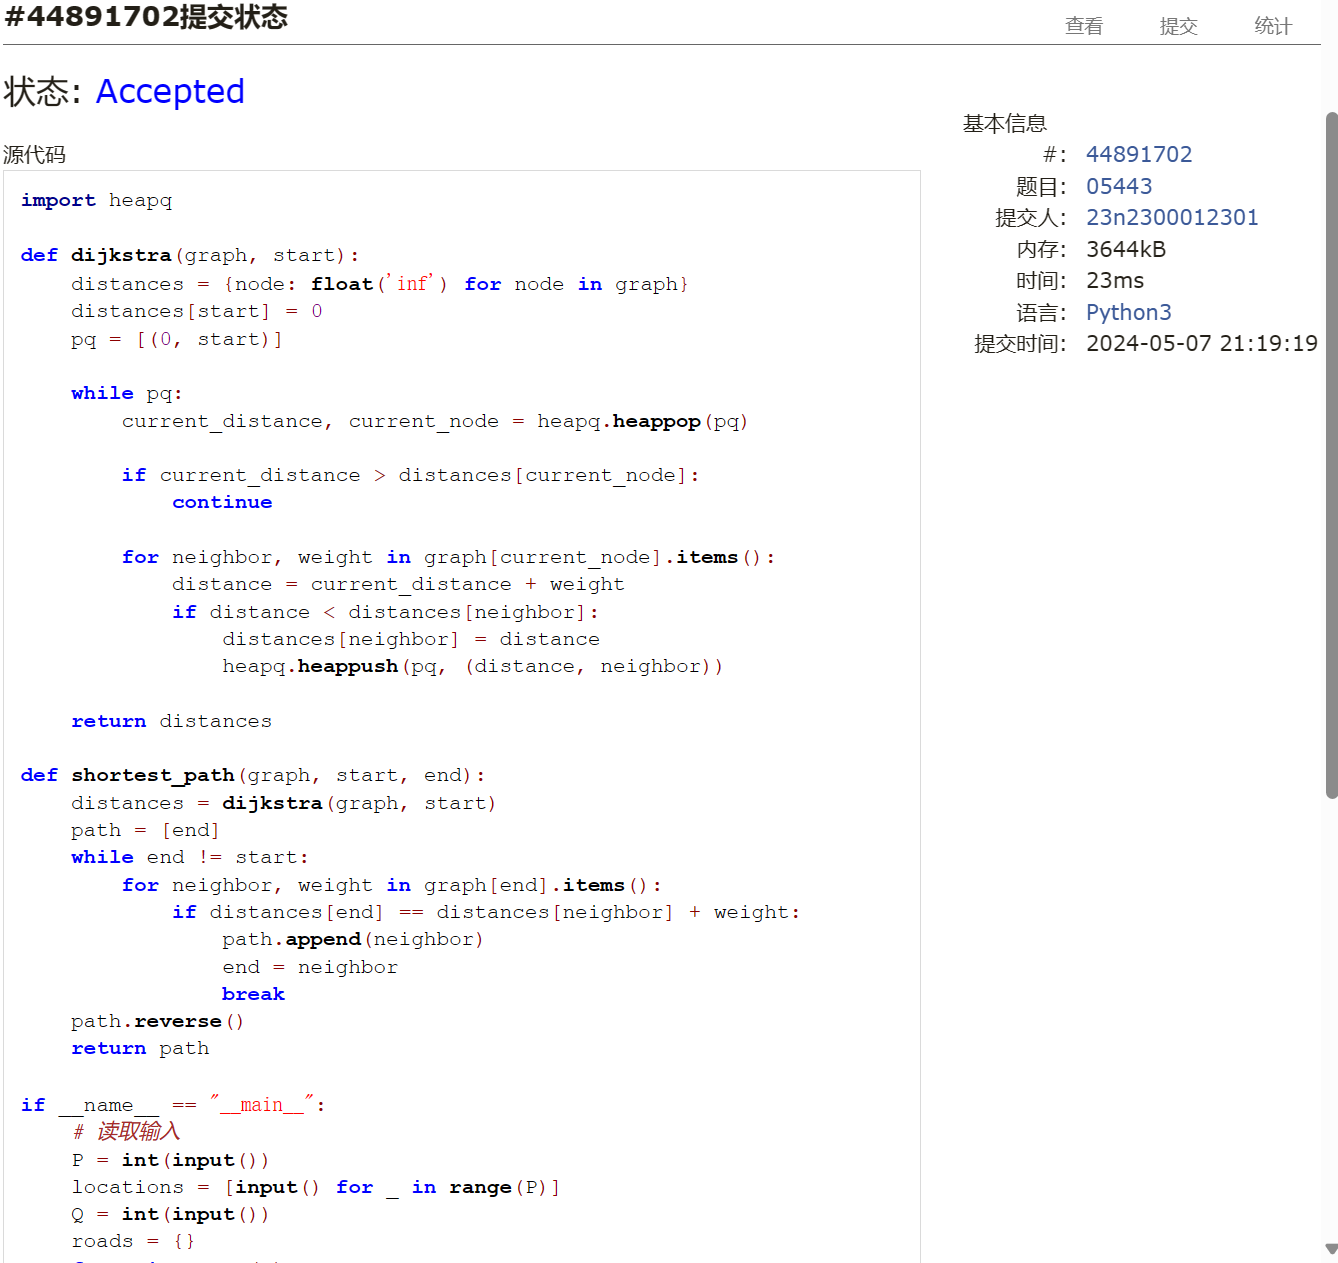 #44891702提交状态
查看 提交 统计
状态: Accepted
基本信息
#: 44891702
题目: 05443
提交人: 23n2300012301
内存: 3644kB
时间: 23ms
语言: Python3
提交时间: 2024-05-07 21:19:19
源代码
import heapq
def dijkstra(graph, start):
    distances = {node: float('inf') for node in graph}
    distances[start] = 0
    pq = [(0, start)]
    while pq:
        current_distance, current_node = heapq.heappop(pq)
        if current_distance > distances[current_node]:
            continue
        for neighbor, weight in graph[current_node].items():
            distance = current_distance + weight
            if distance < distances[neighbor]:
                distances[neighbor] = distance
                heapq.heappush(pq, (distance, neighbor))
    return distances
def shortest_path(graph, start, end):
    distances = dijkstra(graph, start)
    path = [end]
    while end != start:
        for neighbor, weight in graph[end].items():
            if distances[end] == distances[neighbor] + weight:
                path.append(neighbor)
                end = neighbor
                break
    path.reverse()
    return path
if __name__ == "__main__":
    # 读取输入
    P = int(input())
    locations = [input() for _ in range(P)]
    Q = int(input())
    roads = {}